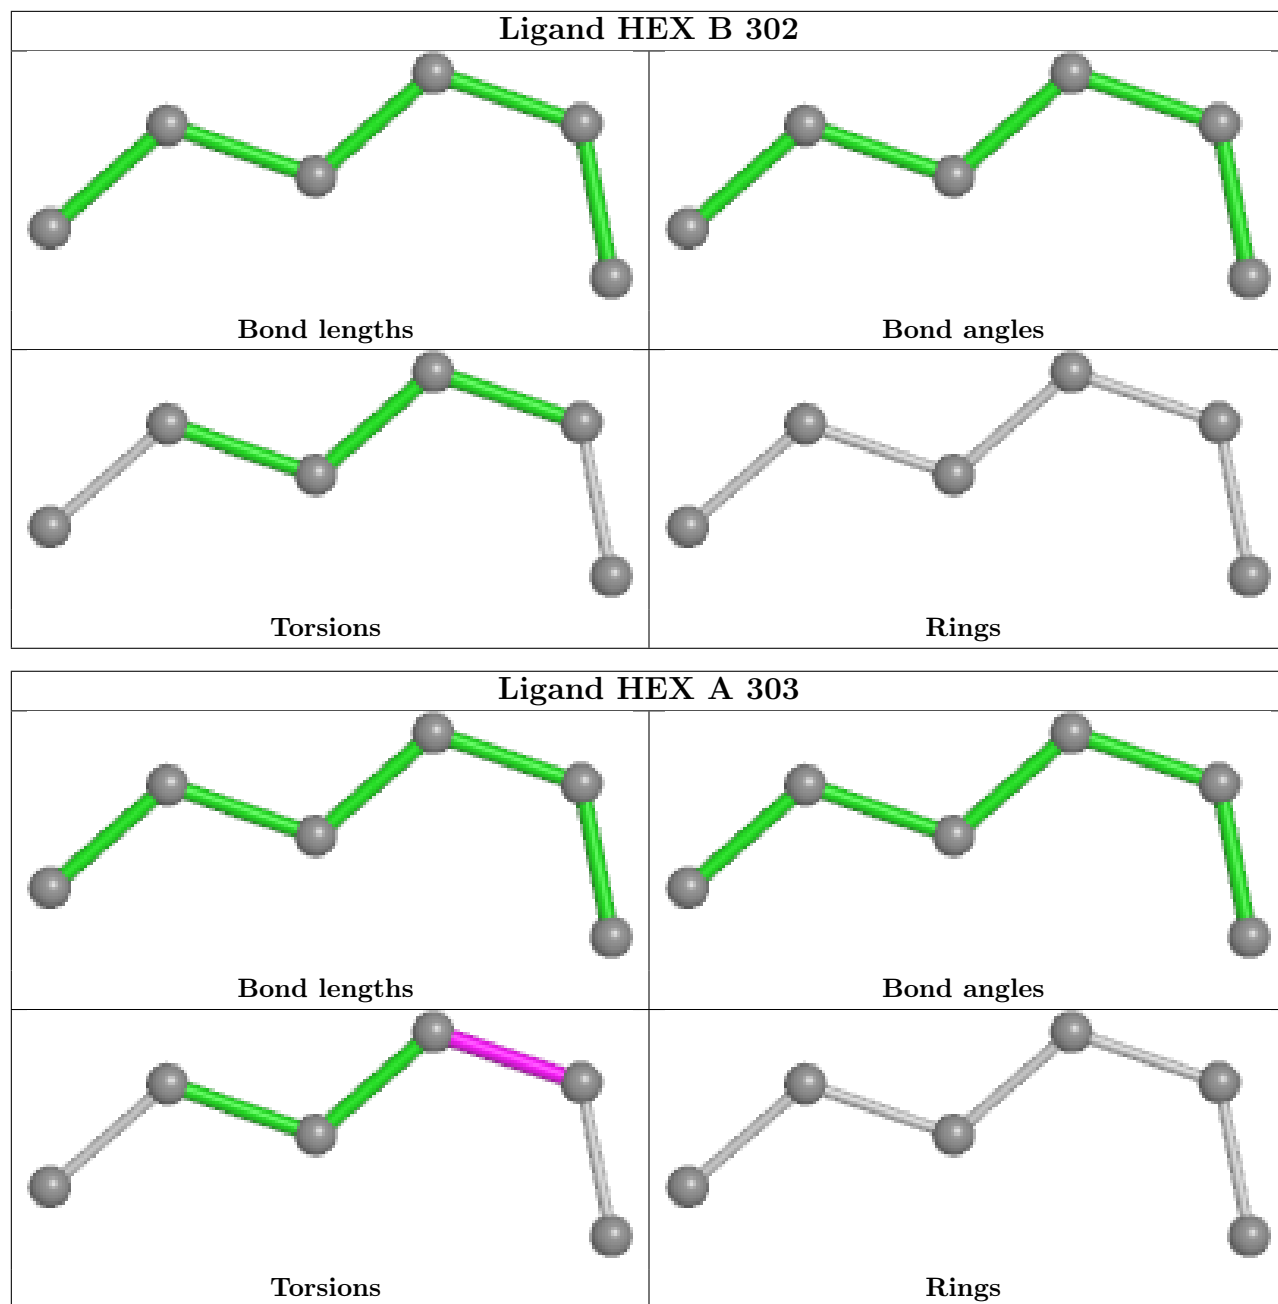 Ligand HEX B 302
Bond lengths
Bond angles
Torsions
Rings
Ligand HEX A 303
Bond lengths
Bond angles
Torsions
Rings